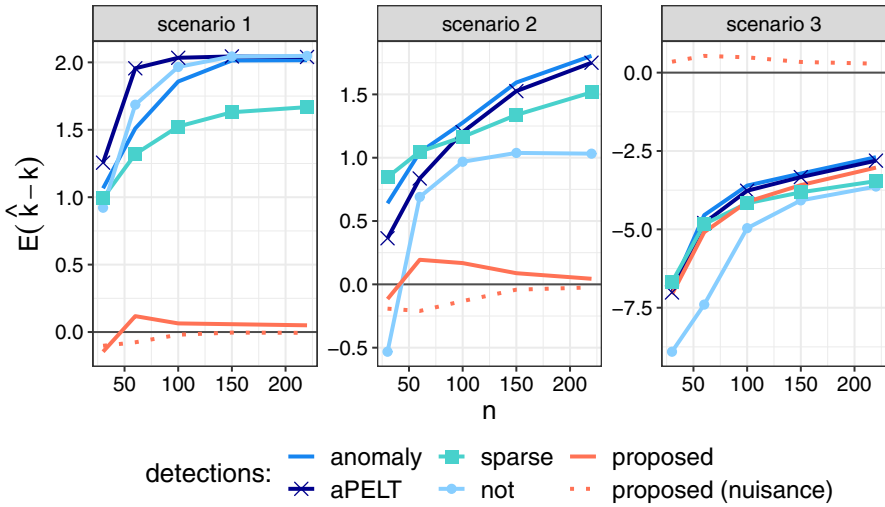 scenario 1
scenario 2
scenario 3
E(k̂ − k)
2.0
1.5
1.0
0.5
0.0
50 100 150 200
1.5
1.0
0.5
0.0
−0.5
50 100 150 200
0.0
−2.5
−5.0
−7.5
50 100 150 200
n
detections:
anomaly
sparse
proposed
aPELT
not
proposed (nuisance)